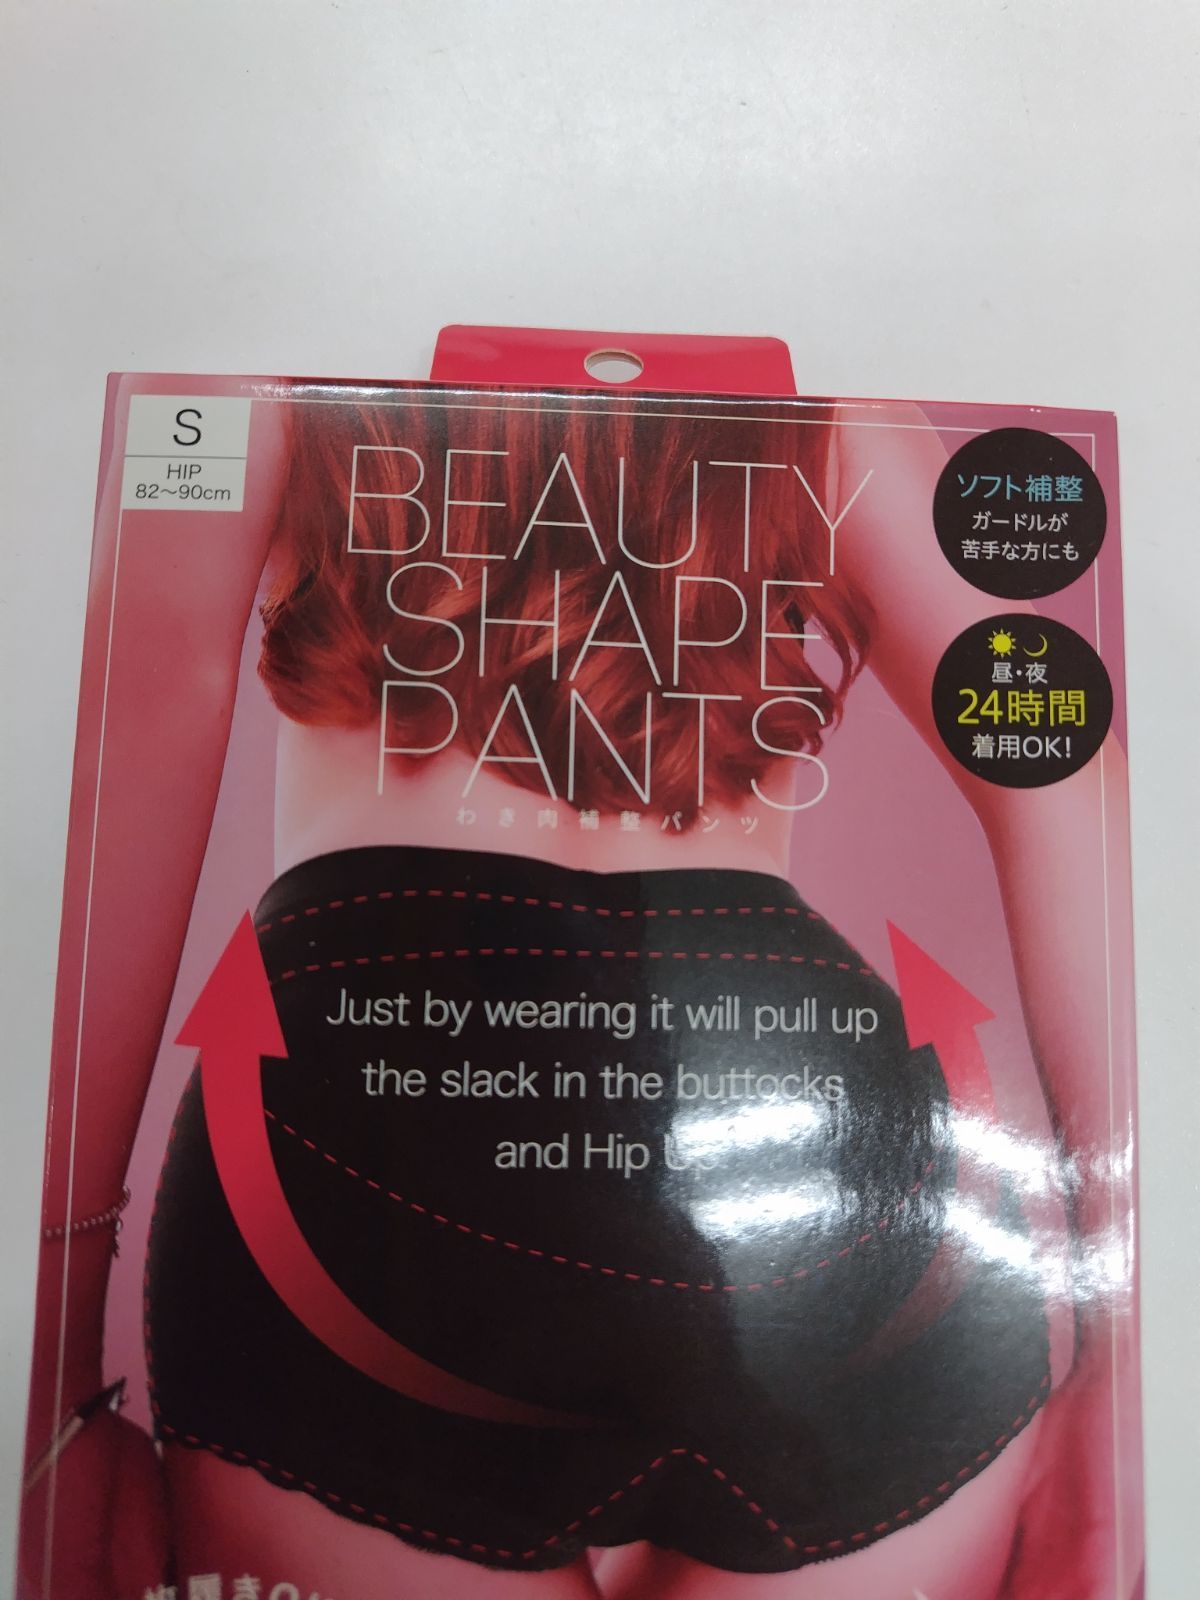 S
HIP
82～90cm
BEAUTY
SHAPE
PANTS
わき肉補整パンツ
ソフト補整
ガードルが
苦手な方にも
昼・夜
24時間
着用OK!
Just by wearing it will pull up
the slack in the buttocks
and Hip Up